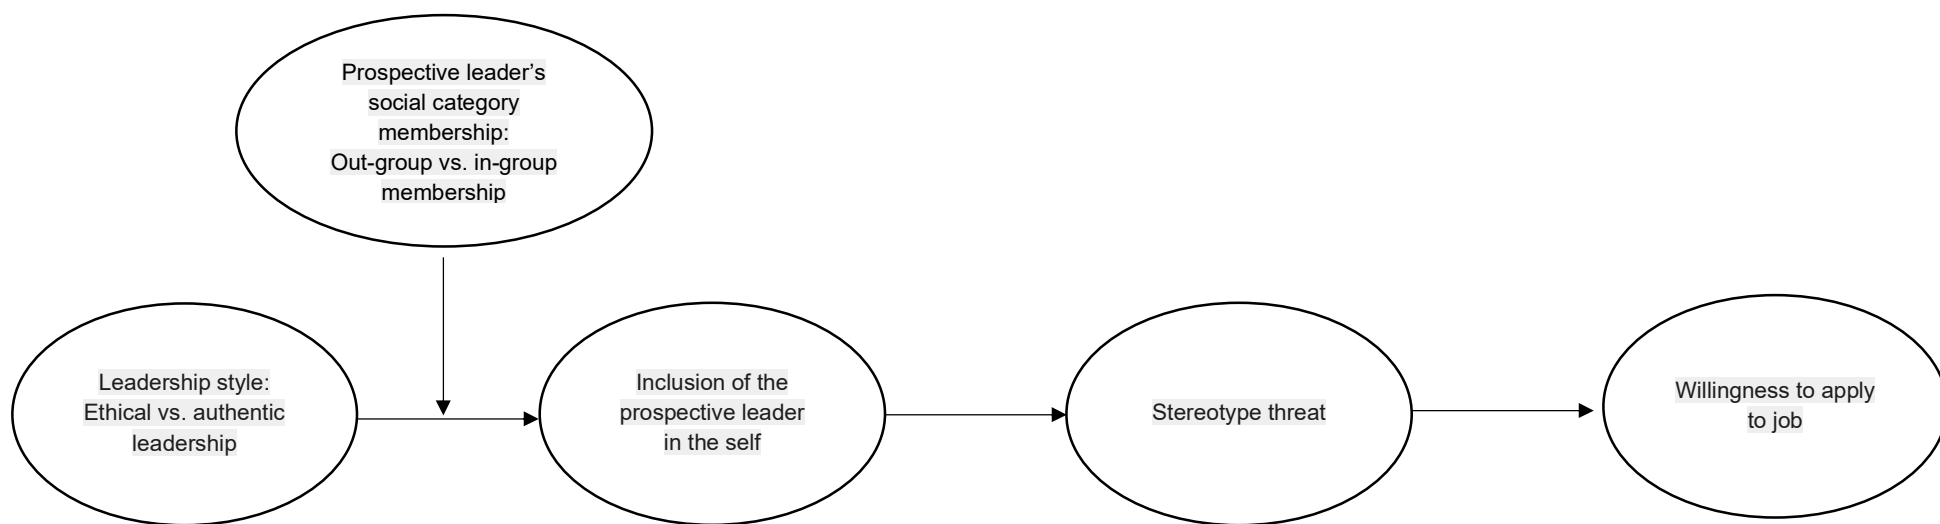 Prospective leader’s
social category
membership:
Out-group vs. in-group
membership
Leadership style:
Ethical vs. authentic
leadership
Inclusion of the
prospective leader
in the self
Stereotype threat
Willingness to apply
to job